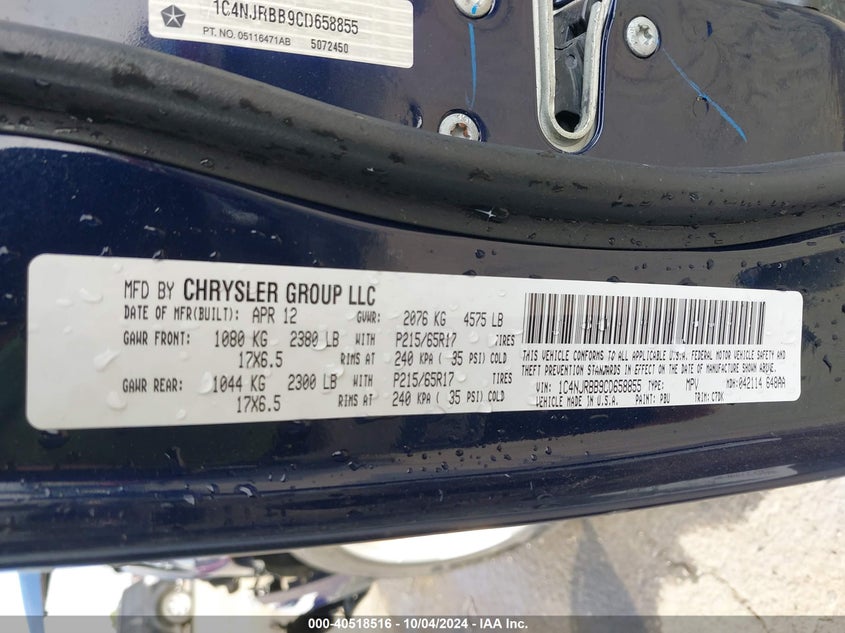 1C4NJRBB9CD658855
PT. NO. 05116471AB 5072450
MFD BY CHRYSLER GROUP LLC
DATE OF MFR(BUILT): APR 12 GVWR: 2076 KG 4575 LB
GAWR FRONT: 1080 KG 2380 LB WITH P215/65R17 TIRES
17X6.5 RIMS AT 240 KPA ( 35 PSI) COLD
GAWR REAR: 1044 KG 2300 LB WITH P215/65R17 TIRES
17X6.5 RIMS AT 240 KPA ( 35 PSI) COLD
THIS VEHICLE CONFORMS TO ALL APPLICABLE U.S.A. FEDERAL MOTOR VEHICLE SAFETY AND
THEFT PREVENTION STANDARDS IN EFFECT ON THE DATE OF MANUFACTURE SHOWN ABOVE.
VIN: 1C4NJRBB9CD658855 TYPE: MPV MDH: 042114 648AA
VEHICLE MADE IN U.S.A. PAINT: PBU TRIM: C7DK
000-40518516 - 10/04/2024 - IAA Inc.